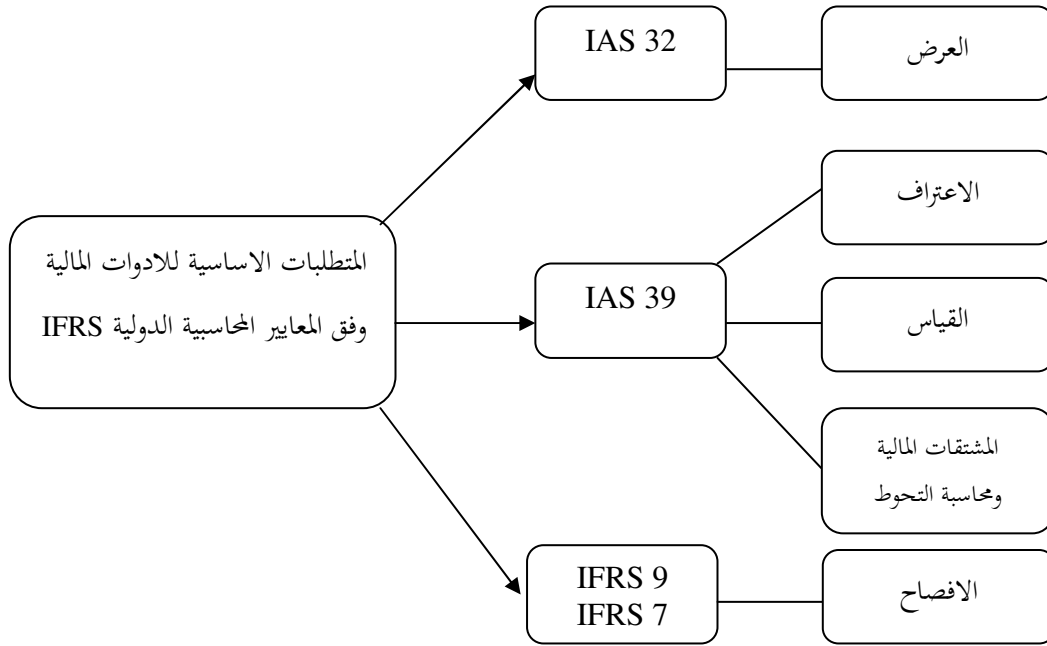 المتطلبات الاساسية للادوات المالية
وفق المعايير المحاسبية الدولية IFRS
IAS 32
العرض
IAS 39
الاعتراف
القياس
المشتقات المالية
ومحاسبة التحوط
IFRS 9
IFRS 7
الافصاح